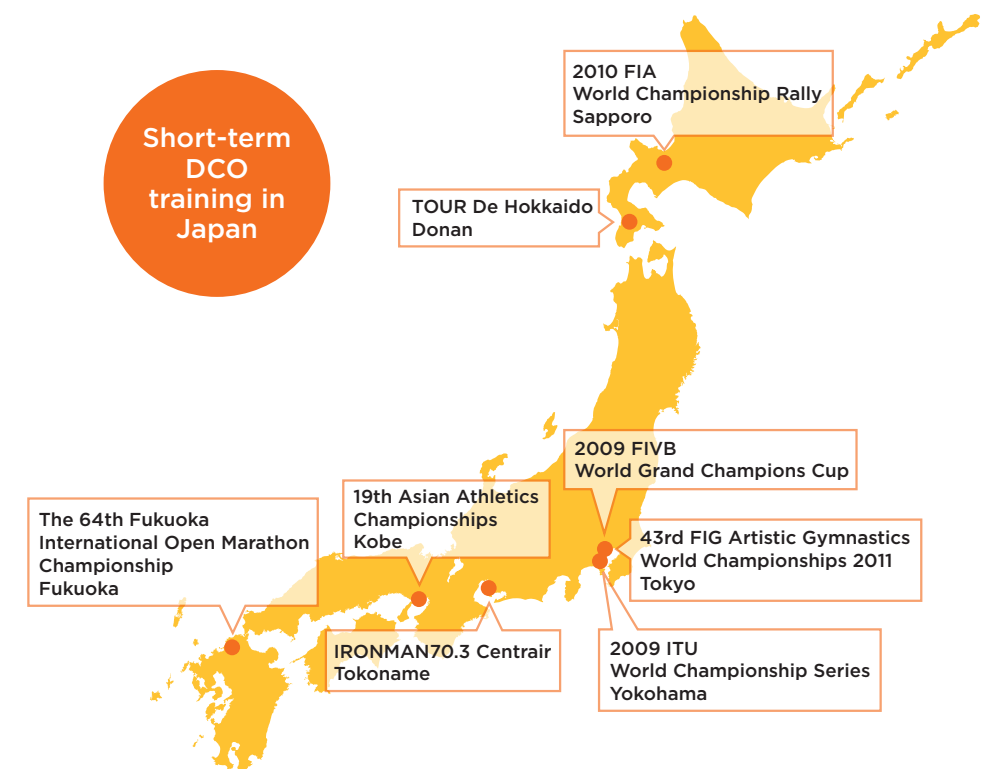 Short-term
DCO
training in
Japan
2010 FIA
World Championship Rally
Sapporo
TOUR De Hokkaido
Donan
2009 FIVB
World Grand Champions Cup
19th Asian Athletics
Championships
Kobe
The 64th Fukuoka
International Open Marathon
Championship
Fukuoka
43rd FIG Artistic Gymnastics
World Championships 2011
Tokyo
IRONMAN70.3 Centrair
Tokoname
2009 ITU
World Championship Series
Yokohama